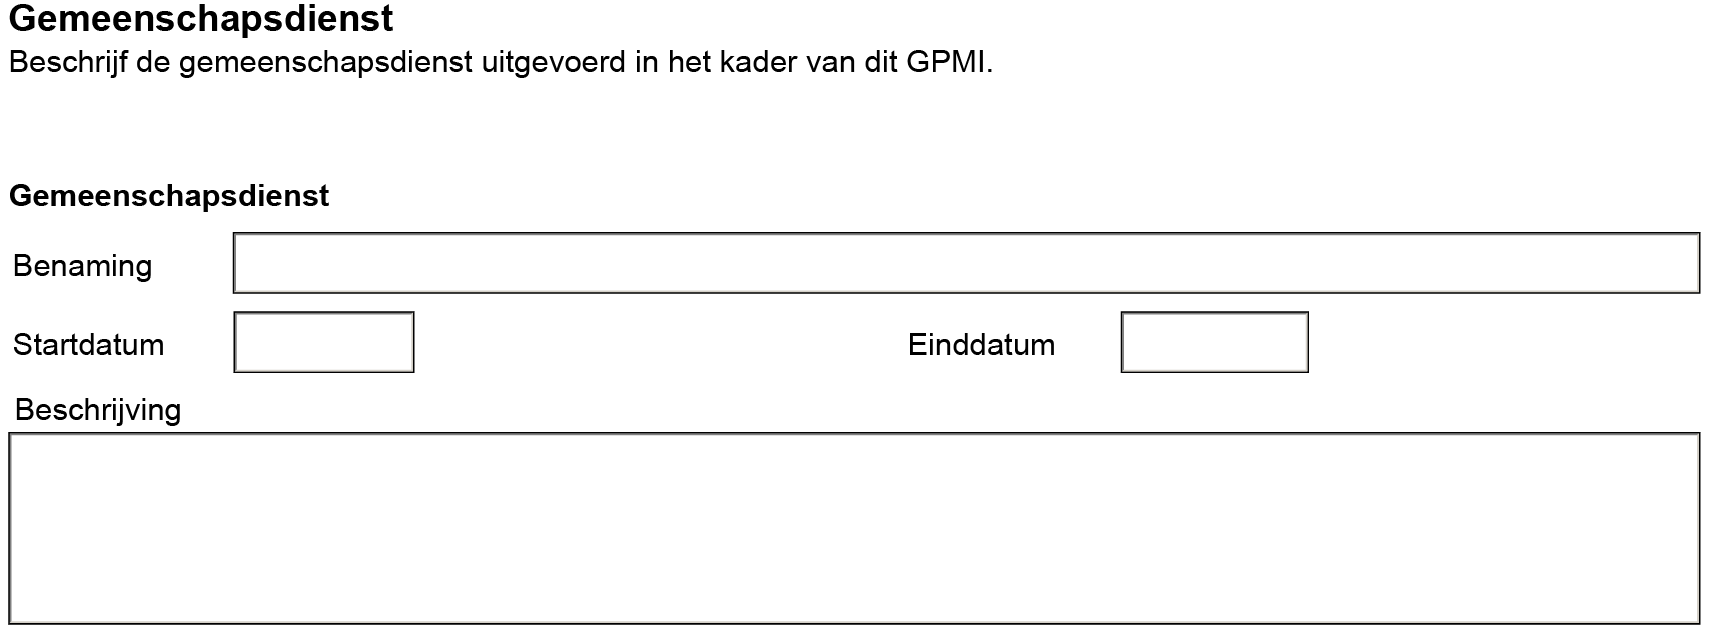 Gemeenschapsdienst
Beschrijf de gemeenschapsdienst uitgevoerd in het kader van dit GPMI.
Gemeenschapsdienst
Benaming
Startdatum Einddatum
Beschrijving